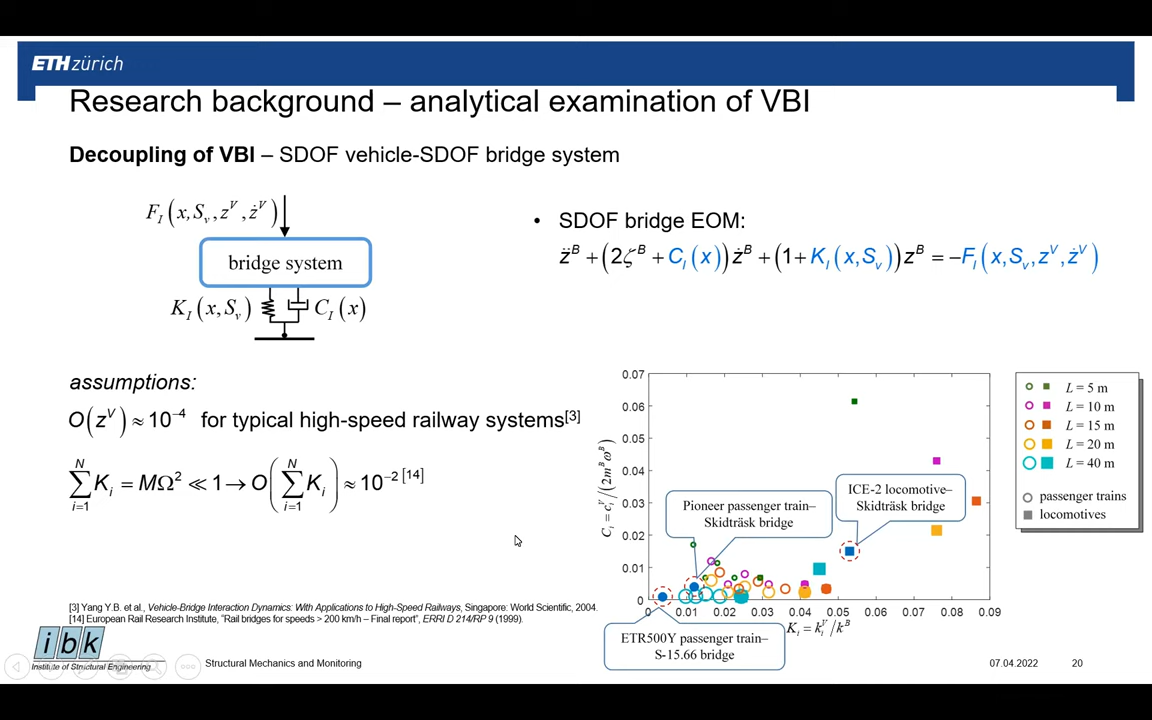 ETHzürich
Research background – analytical examination of VBI
Decoupling of VBI – SDOF vehicle-SDOF bridge system
F_I(x,S_v,z^V,ż^V)
bridge system
K_I(x,S_v) C_I(x)
• SDOF bridge EOM:
z̈^B + (2ζ^B + C_I(x))ż^B + (1+ K_I(x,S_v))z^B = −F_I(x,S_v,z^V,ż^V)
assumptions:
O(z^V) ≈ 10^−4 for typical high-speed railway systems[3]
∑_{i=1}^{N} K_i = MΩ^2 ≪ 1 → O(∑_{i=1}^{N} K_i) ≈ 10^−2 [14]
0.07
0.06
0.05
0.04
0.03
0.02
0.01
0
C_i = c_i^V/(2m^B ω^B)
0 0.01 0.02 0.03 0.04 0.05 0.06 0.07 0.08 0.09
K_i = k_i^V/k^B
Pioneer passenger train–
Skidträsk bridge
ICE-2 locomotive–
Skidträsk bridge
ETR500Y passenger train–
S-15.66 bridge
L = 5 m
L = 10 m
L = 15 m
L = 20 m
L = 40 m
passenger trains
locomotives
[3] Yang Y.B. et al., Vehicle-Bridge Interaction Dynamics: With Applications to High-Speed Railways, Singapore: World Scientific, 2004.
[14] European Rail Research Institute, “Rail bridges for speeds > 200 km/h – Final report”, ERRI D 214/RP 9 (1999).
ibk
Institute of Structural Engineering
Structural Mechanics and Monitoring
07.04.2022
20